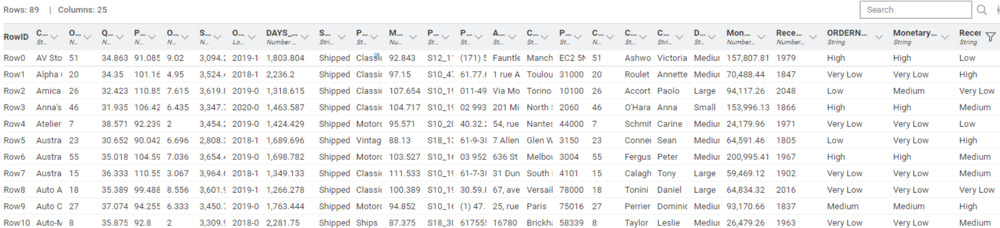 Rows: 89 | Columns: 25 Search
RowID C... O... Q... P... O... S... O... DAYS_... S... P... M... P... P... A... C... P... C... C... C... D... Mon... Rece... ORDERN... Monetary... Recer
St... N... N... N... N... N... Lo... Number ... Stri... St... Nu... St... St... St... St... St... N... St... Stri... St... Number... Number... String String String
Row0 AV Sto 51 34.863 91.085 9.02 3,094.2 2019-1 1,803.804 Shipped Classic 92.843 S12_1 (171) 5 Fauntle Manch EC2 5N 51 Ashwo Victoria Mediur 157,807.81 1979 High High Low
Row1 Alpha 20 34.35 101.16 4.95 3,524.4 2018-1 2,236.2 Shipped Classic 97.15 S10_47 61.77.6 1 rue A Toulou 31000 20 Roulet Annette Mediur 70,488.44 1847 Very Low Very Low High
Row2 Amica 26 32.423 110.85 7.615 3,619.8 2019-0 1,318.615 Shipped Classic 107.654 S10_19 011-49 Via Mo Torino 10100 26 Accort Paolo Large 94,117.26 2048 Low Medium Very Low
Row3 Anna's 46 31.935 106.42 6.435 3,347.7 2020-0 1,463.587 Shipped Classic 104.717 S10_19 02 993 201 Mi North 2060 46 O'Hara Anna Small 153,996.13 1866 High High Medium
Row4 Atelier 7 38.571 92.239 2 3,454.2 2019-0 1,424.429 Shipped Motorc 95.571 S10_20 40.32.2 54, rue Nantes 44000 7 Schmit Carine Mediur 24,179.96 1971 Very Low Very Low Low
Row5 Austra 23 30.652 90.042 6.696 2,808.3 2018-1 1,689.696 Shipped Vintag 88.13 S18_13 61-9-38 7 Allen Glen W 3150 23 Conner Sean Mediur 64,591.46 1805 Low Very Low High
Row6 Austra 55 35.018 104.59 7.036 3,654.4 2019-0 1,698.782 Shipped Motorc 103.527 S10_16 03 952 636 St Melbou 3004 55 Fergus Peter Mediur 200,995.41 1967 High High Medium
Row7 Austra 15 36.333 110.55 3.067 3,964.6 2018-1 1,349.133 Shipped Classic 111.533 S10_19 61-7-38 31 Dun South 4101 15 Calagh Tony Large 59,469.12 1902 Very Low Very Low Medium
Row8 Auto A 18 35.389 99.488 8.556 3,601.9 2019-1 1,266.278 Shipped Classic 100.389 S10_19 30.59.8 67, ave Versail 78000 18 Tonini Daniel Large 64,834.32 2016 Very Low Very Low Very Low
Row9 Auto C 27 37.074 94.255 6.333 3,450.7 2019-0 1,763.444 Shipped Motorc 94.852 S10_16 (1) 47. 25, rue Paris 75016 27 Perrier Dominic Mediur 93,170.66 1837 Medium Medium High
Row10 Auto-M 8 35.875 92.8 2 3,309.9 2018-0 2,281.75 Shipped Ships 87.375 S18_30 617555 16780 Brickh 58339 8 Taylor Leslie Mediur 26,479.26 1963 Very Low Very Low Medium